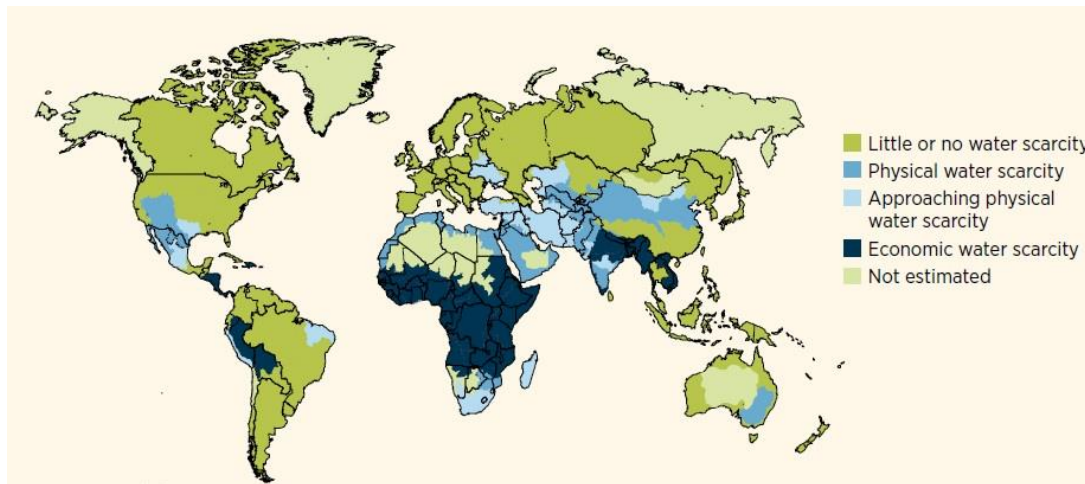 Little or no water scarcity
Physical water scarcity
Approaching physical
water scarcity
Economic water scarcity
Not estimated